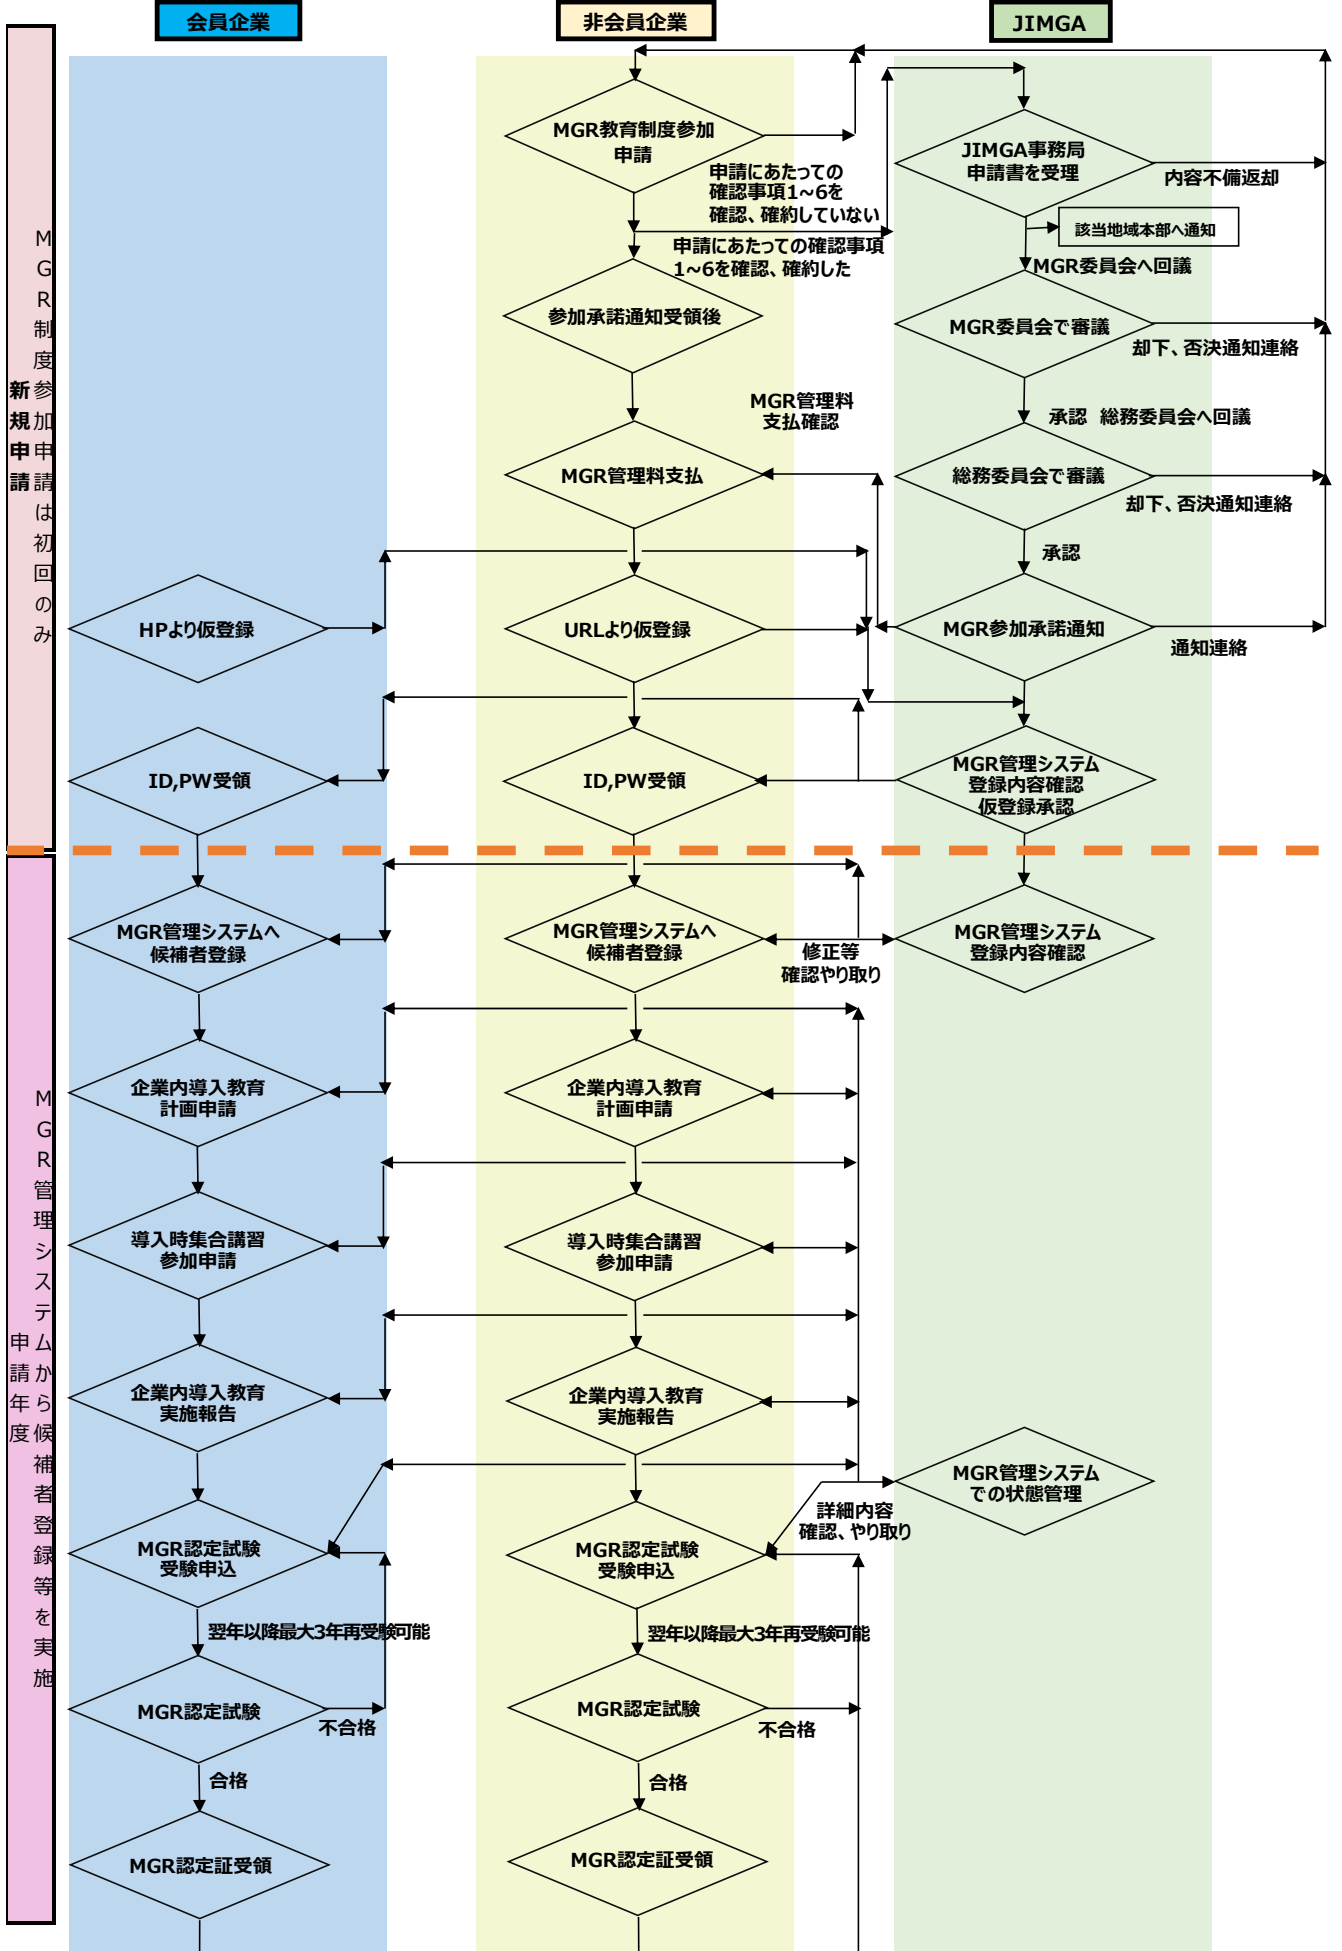 会員企業
非会員企業
JIMGA
MGR制度参加申請は初回のみ
新規申請
MGR教育制度参加
申請
申請にあたっての
確認事項1~6を
確認、確約していない
申請にあたっての確認事項
1~6を確認、確約した
JIMGA事務局
申請書を受理
内容不備返却
該当地域本部へ通知
MGR委員会へ回議
参加承諾通知受領後
MGR委員会で審議
却下、否決通知連絡
MGR管理料
支払確認
承認 総務委員会へ回議
MGR管理料支払
総務委員会で審議
却下、否決通知連絡
承認
HPより仮登録
URLより仮登録
MGR参加承諾通知
通知連絡
ID,PW受領
ID,PW受領
MGR管理システム
登録内容確認
仮登録承認
MGR管理システムから候補者登録等を実施
申請年度
MGR管理システムへ
候補者登録
MGR管理システムへ
候補者登録
修正等
確認やり取り
MGR管理システム
登録内容確認
企業内導入教育
計画申請
企業内導入教育
計画申請
導入時集合講習
参加申請
導入時集合講習
参加申請
企業内導入教育
実施報告
企業内導入教育
実施報告
MGR管理システム
での状態管理
詳細内容
確認、やり取り
MGR認定試験
受験申込
MGR認定試験
受験申込
翌年以降最大3年再受験可能
翌年以降最大3年再受験可能
MGR認定試験
不合格
MGR認定試験
不合格
合格
合格
MGR認定証受領
MGR認定証受領